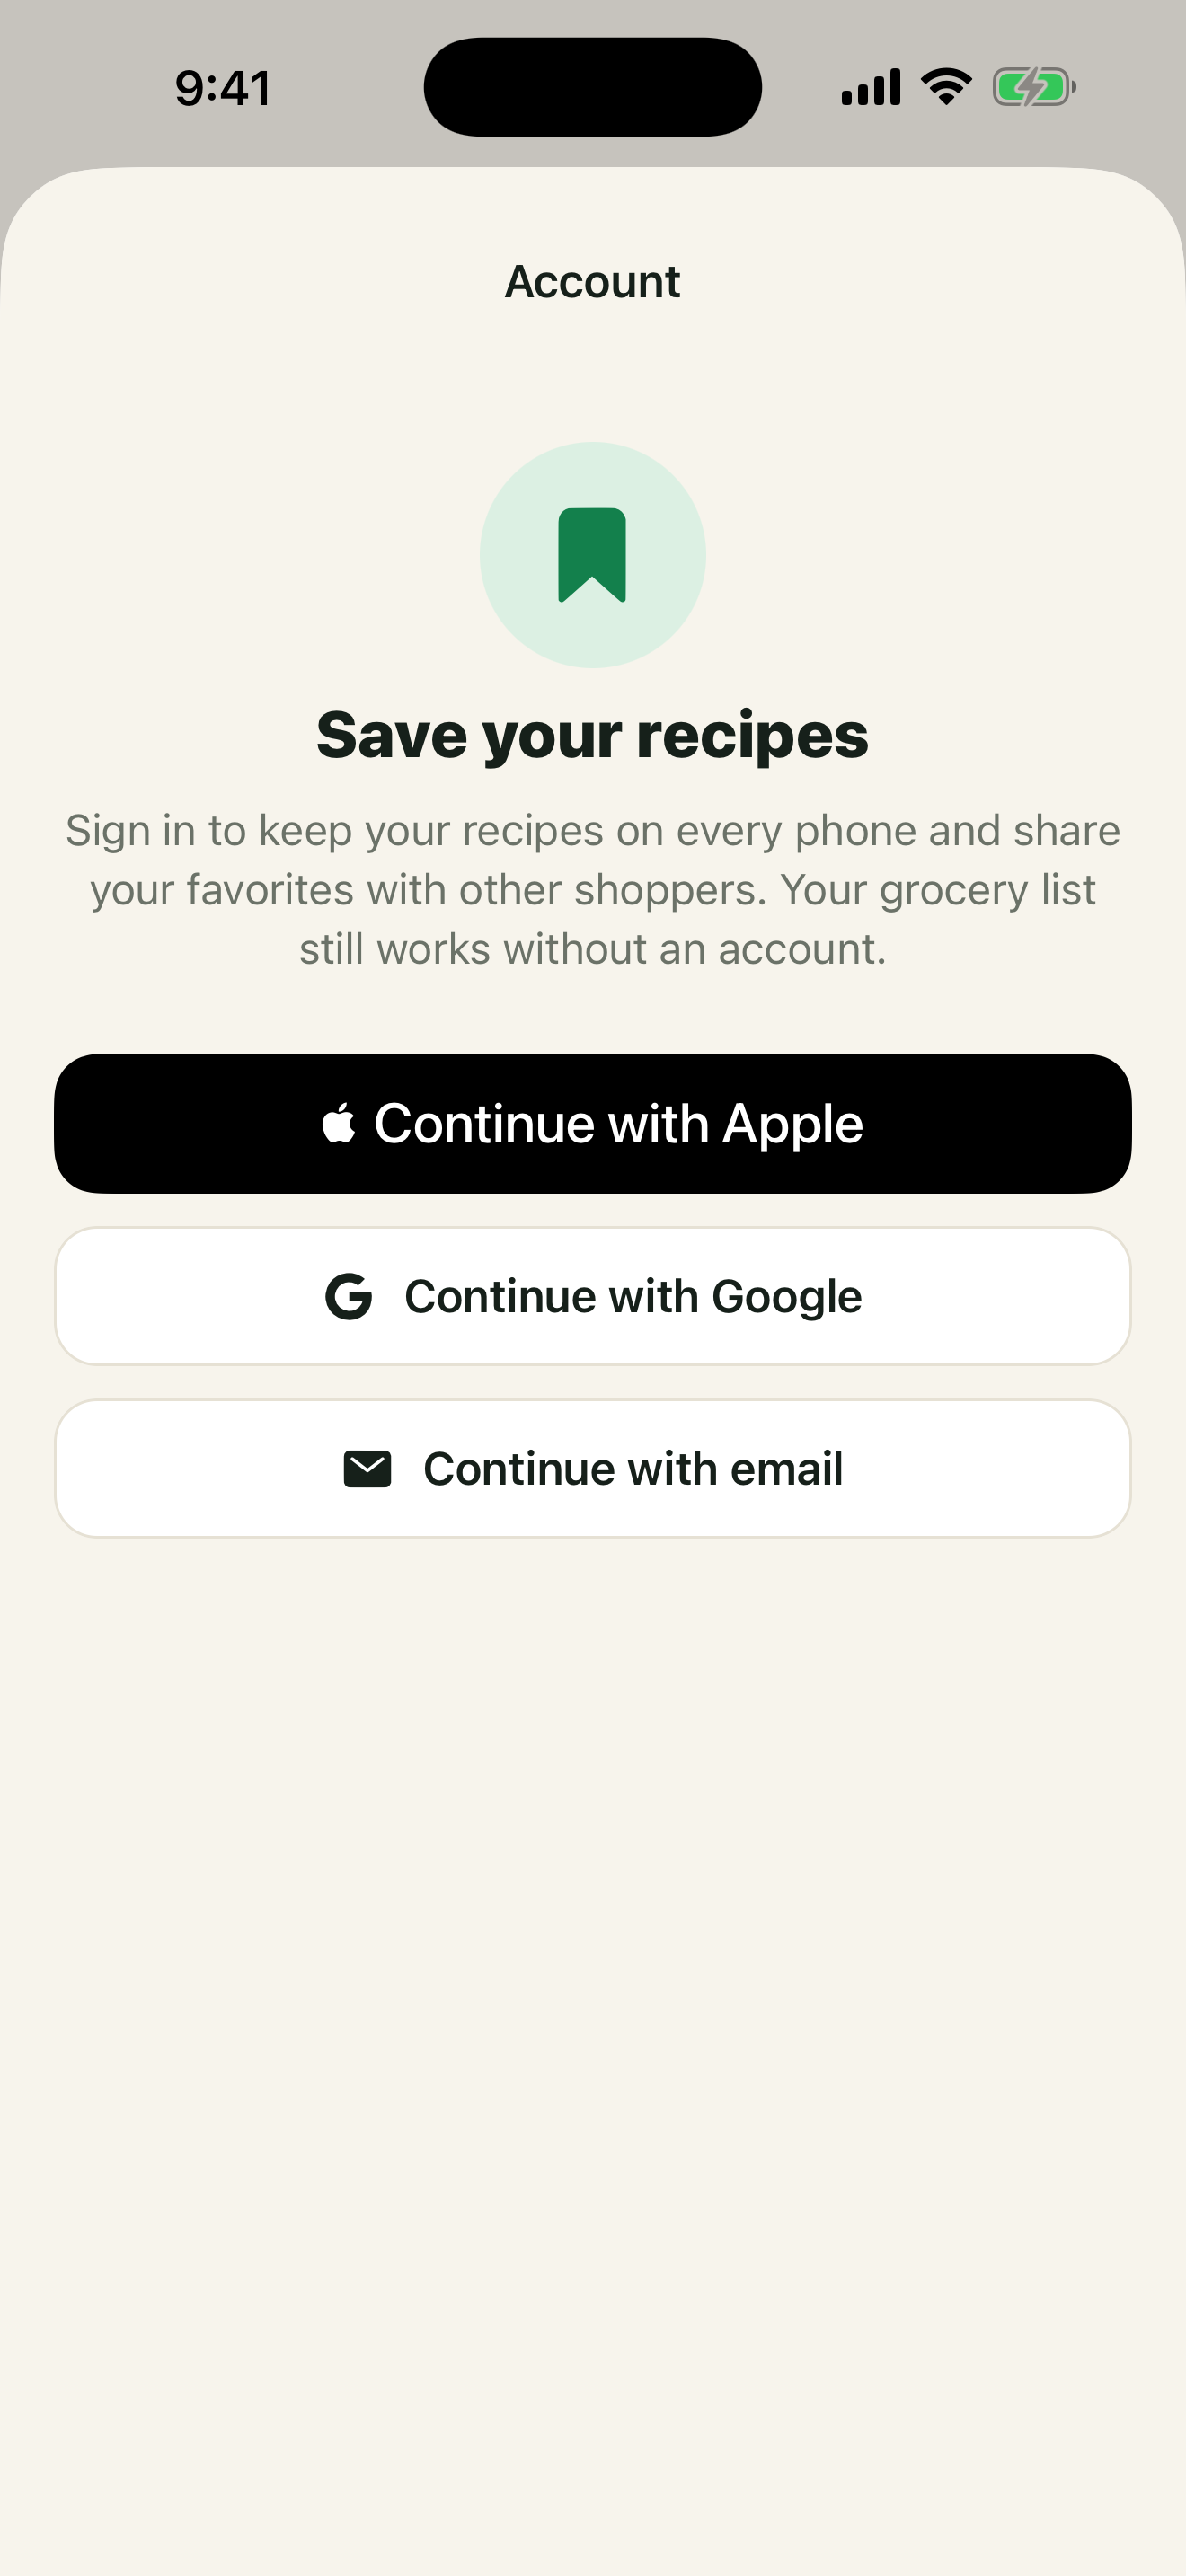 9:41
Account
Save your recipes
Sign in to keep your recipes on every phone and share
your favorites with other shoppers. Your grocery list
still works without an account.
Continue with Apple
Continue with Google
Continue with email